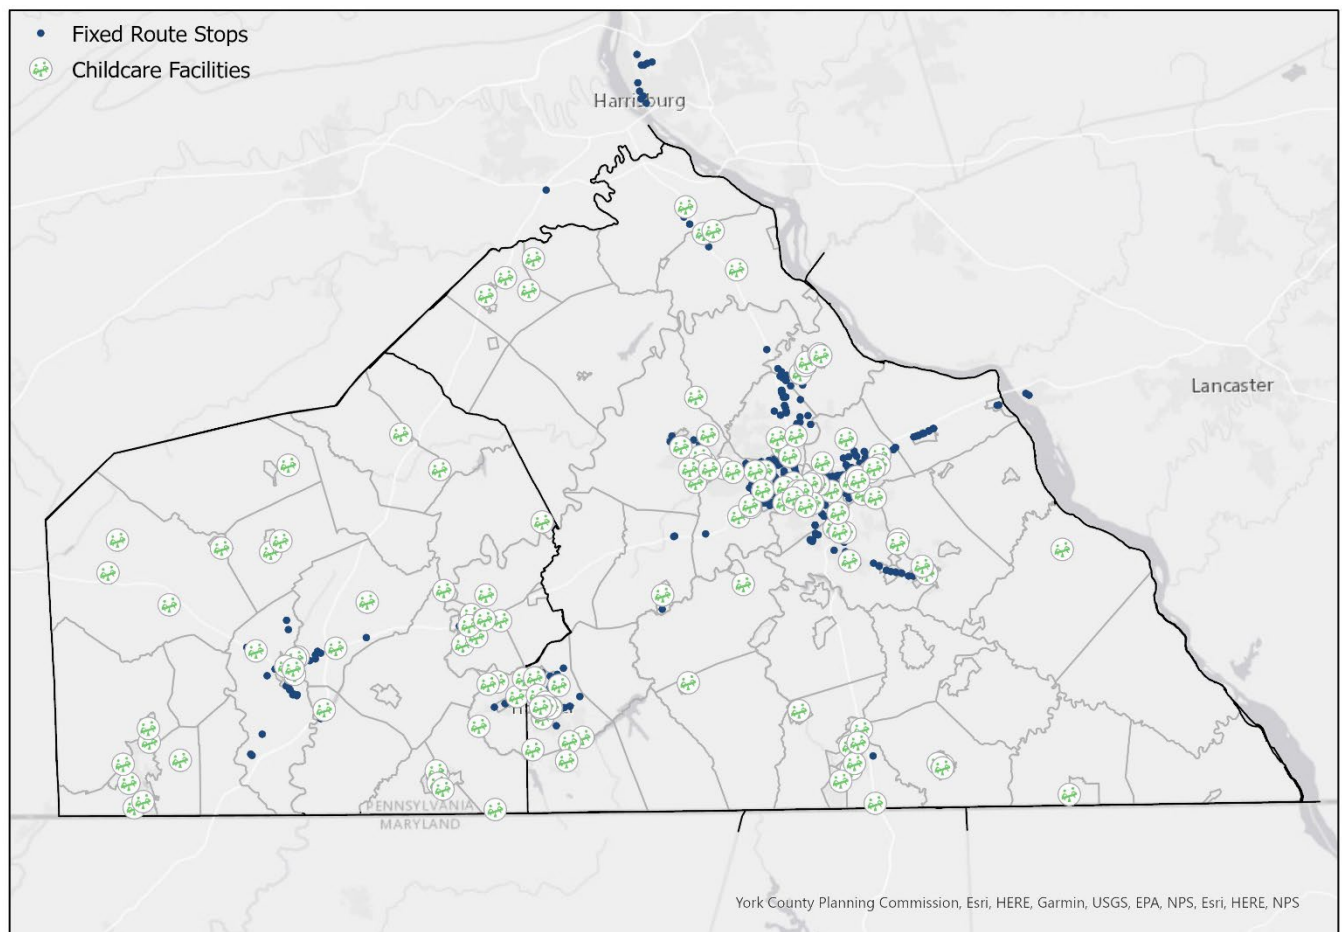 Fixed Route Stops
Childcare Facilities
Harrisburg
Lancaster
PENNSYLVANIA
MARYLAND
York County Planning Commission, Esri, HERE, Garmin, USGS, EPA, NPS, Esri, HERE, NPS